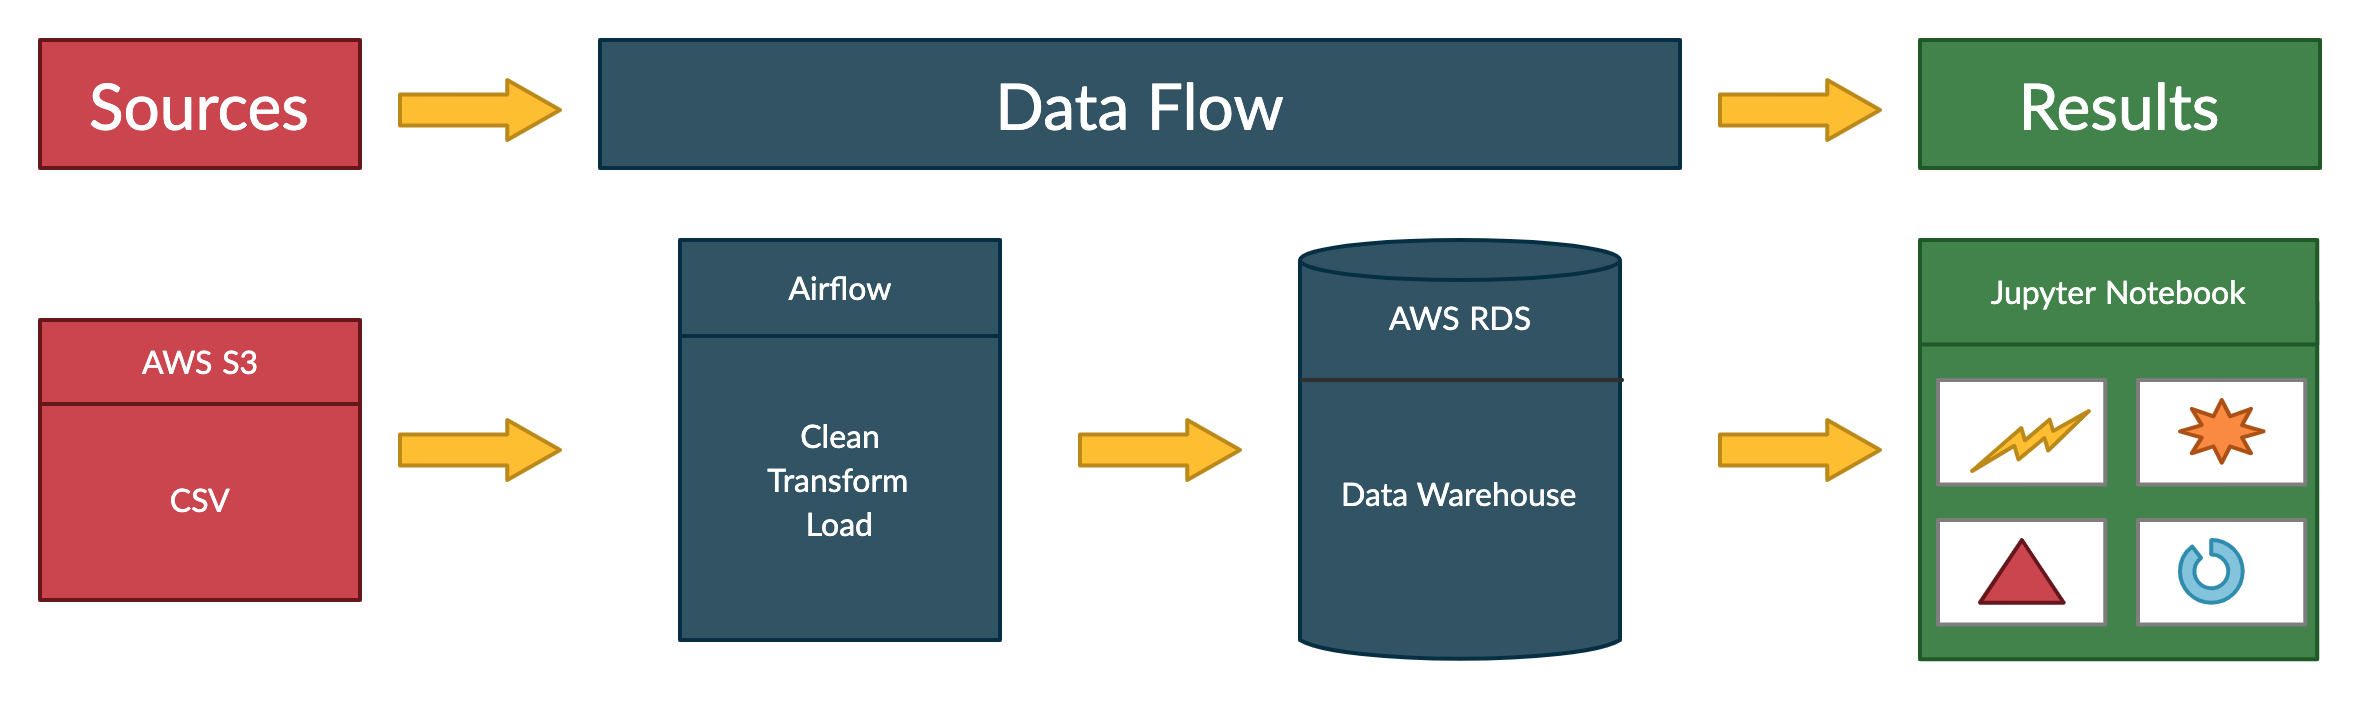 Sources
Data Flow
Results
AWS S3
CSV
Airflow
Clean
Transform
Load
AWS RDS
Data Warehouse
Jupyter Notebook